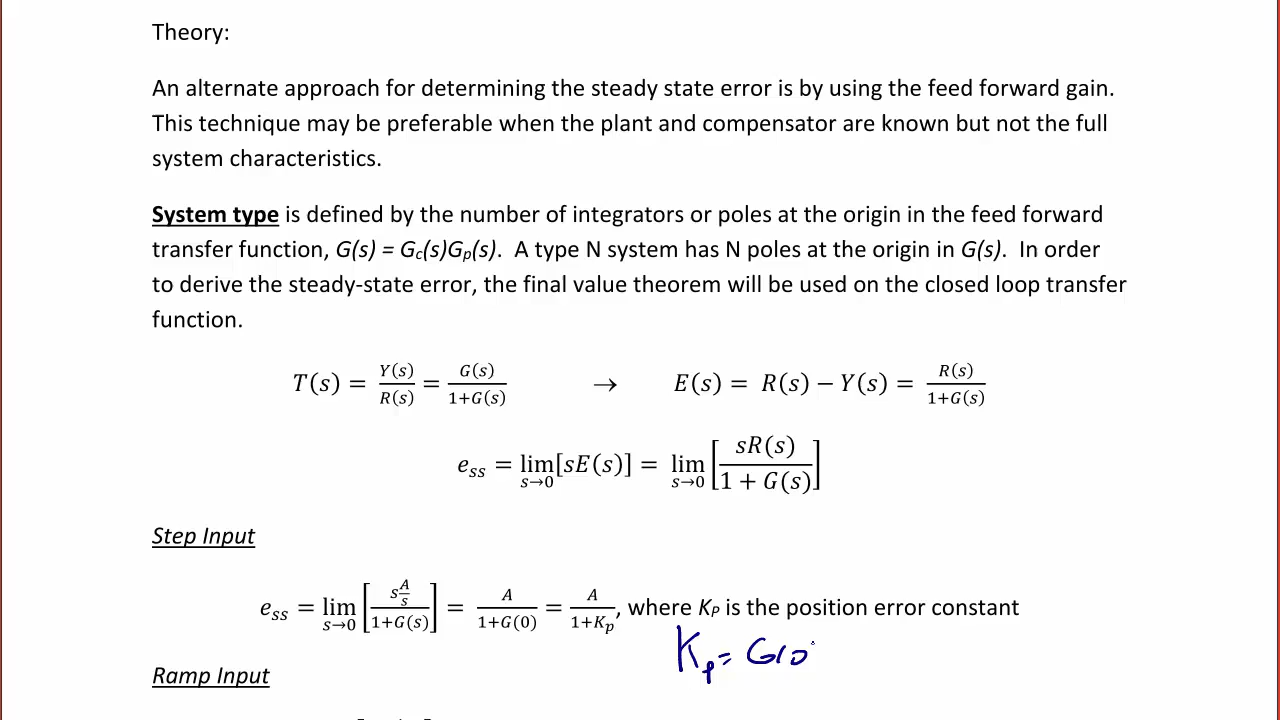 Theory:
An alternate approach for determining the steady state error is by using the feed forward gain.
This technique may be preferable when the plant and compensator are known but not the full
system characteristics.
System type is defined by the number of integrators or poles at the origin in the feed forward
transfer function, G(s) = Gc(s)Gp(s). A type N system has N poles at the origin in G(s). In order
to derive the steady-state error, the final value theorem will be used on the closed loop transfer
function.
T(s) = Y(s)/R(s) = G(s)/1+G(s) → E(s) = R(s) − Y(s) = R(s)/1+G(s)
e_ss = lim s→0 [sE(s)] = lim s→0 [sR(s)/1 + G(s)]
Step Input
e_ss = lim s→0 [s A/s / 1+G(s)] = A/1+G(0) = A/1+K_p, where K_P is the position error constant
K_p = G(0
Ramp Input